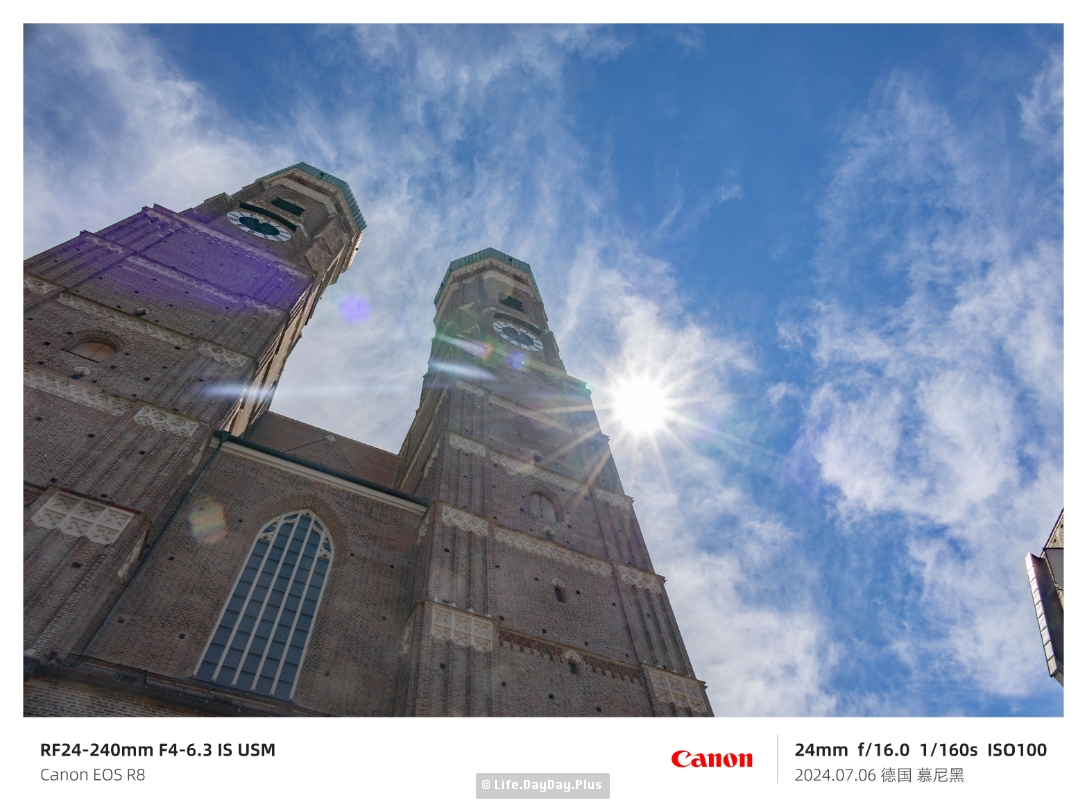 RF24-240mm F4-6.3 IS USM
Canon EOS R8
Canon
24mm f/16.0 1/160s ISO100
2024.07.06 德国 慕尼黑
© Life.DayDay.Plus